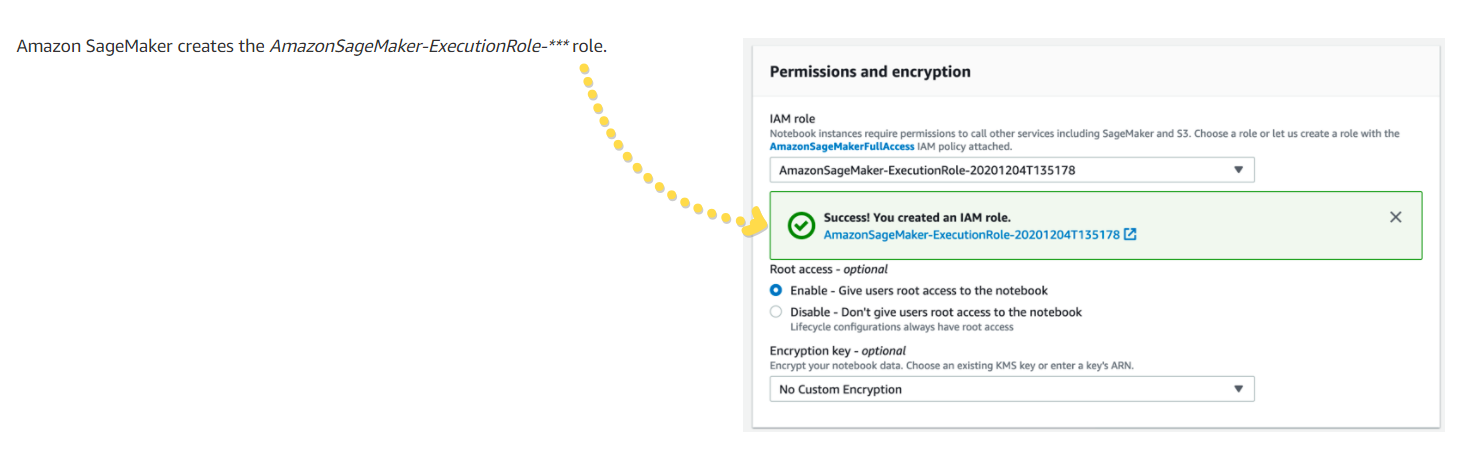 Amazon SageMaker creates the AmazonSageMaker-ExecutionRole-*** role.
Permissions and encryption
IAM role
Notebook instances require permissions to call other services including SageMaker and S3. Choose a role or let us create a role with the
AmazonSageMakerFullAccess IAM policy attached.
AmazonSageMaker-ExecutionRole-20201204T135178
Success! You created an IAM role.
AmazonSageMaker-ExecutionRole-20201204T135178
Root access - optional
Enable - Give users root access to the notebook
Disable - Don't give users root access to the notebook
Lifecycle configurations always have root access
Encryption key - optional
Encrypt your notebook data. Choose an existing KMS key or enter a key's ARN.
No Custom Encryption